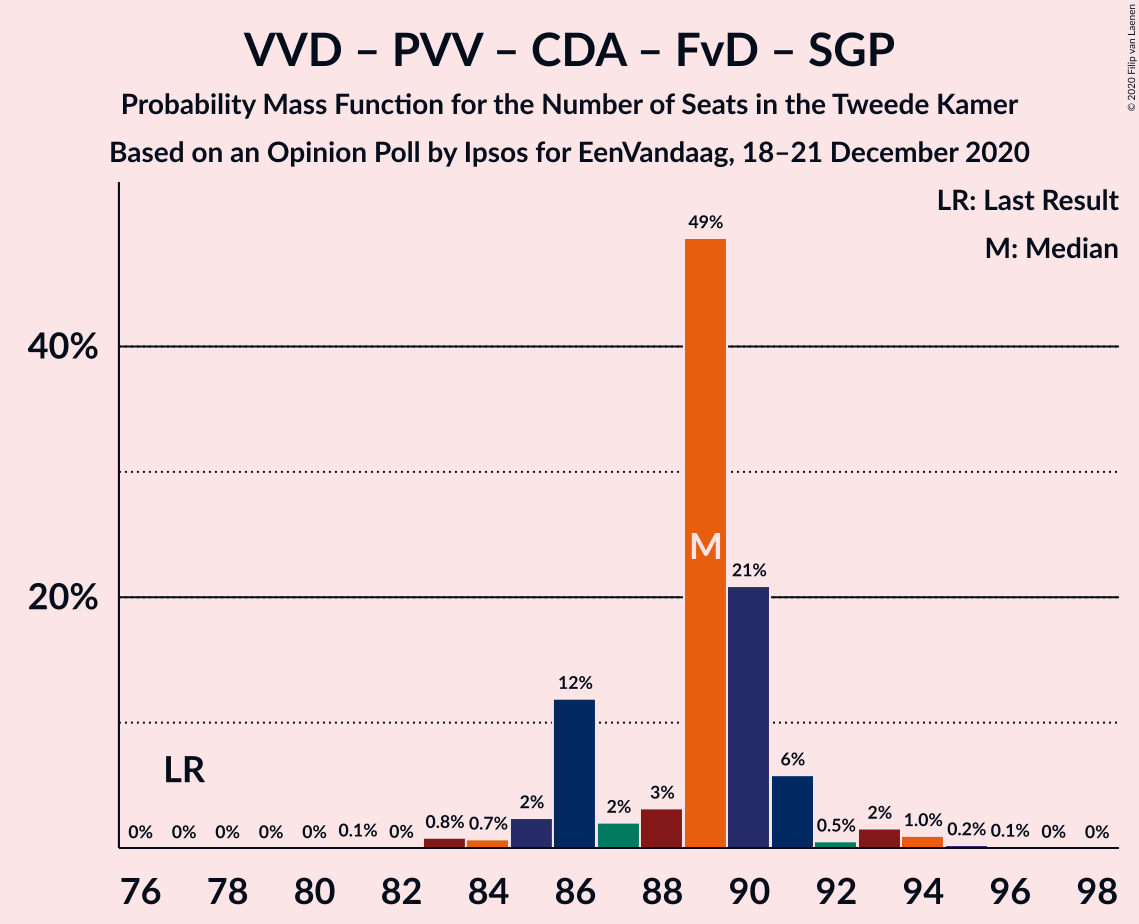 VVD – PVV – CDA – FvD – SGP
Probability Mass Function for the Number of Seats in the Tweede Kamer
Based on an Opinion Poll by Ipsos for EenVandaag, 18–21 December 2020
© 2020 Filip van Laenen
LR: Last Result
M: Median
49%
40%
M
21%
20%
12%
LR
6%
3%
2%
2%
2%
0% 0% 0% 0% 0% 0.1% 0% 0.8% 0.7% 0.5% 1.0% 0.2% 0.1% 0% 0%
76 78 80 82 84 86 88 90 92 94 96 98